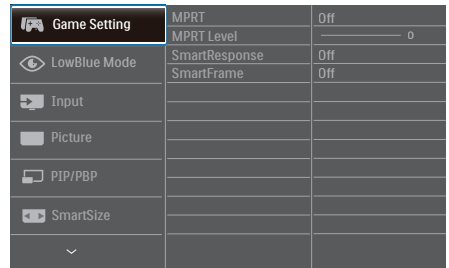 Game Setting
LowBlue Mode
Input
Picture
PIP/PBP
SmartSize
MPRT Off
MPRT Level 0
SmartResponse Off
SmartFrame Off